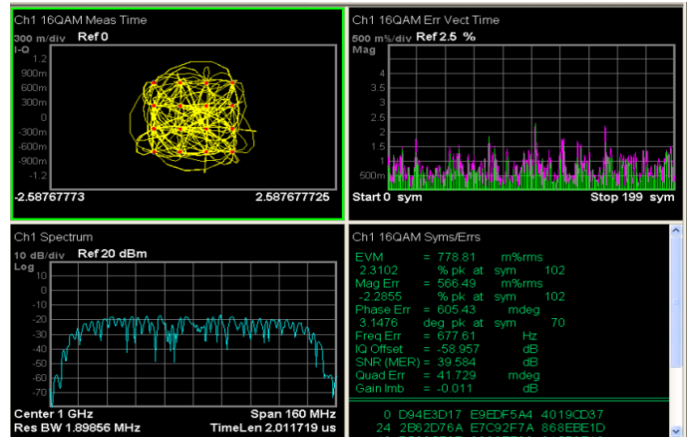 Ch1 16QAM Meas Time
300 m/div Ref 0
I-Q
1.2
900m
600m
300m
0
-300m
-600m
-900m
-1.2
-2.58767773 2.587677725
Ch1 16QAM Err Vect Time
500 m%/div Ref 2.5 %
Mag
4
3.5
3
2.5
2
1.5
1
500m
Start 0 sym Stop 199 sym
Ch1 Spectrum
10 dB/div Ref 20 dBm
Log
10
0
-10
-20
-30
-40
-50
-60
-70
Center 1 GHz Span 160 MHz
Res BW 1.89856 MHz TimeLen 2.011719 us
Ch1 16QAM Syms/Errs
EVM = 778.81 m%rms
2.3102 % pk at sym 102
Mag Err = 566.49 m%rms
-2.2855 % pk at sym 102
Phase Err = 605.43 mdeg
3.1476 deg pk at sym 70
Freq Err = 677.61 Hz
IQ Offset = -58.957 dB
SNR (MER) = 39.584 dB
Quad Err = 41.729 mdeg
Gain Imb = -0.011 dB
0 D94E3D17 E9EDF5A4 4019CD37
24 2B62D76A E7C92F7A 868EBE1D